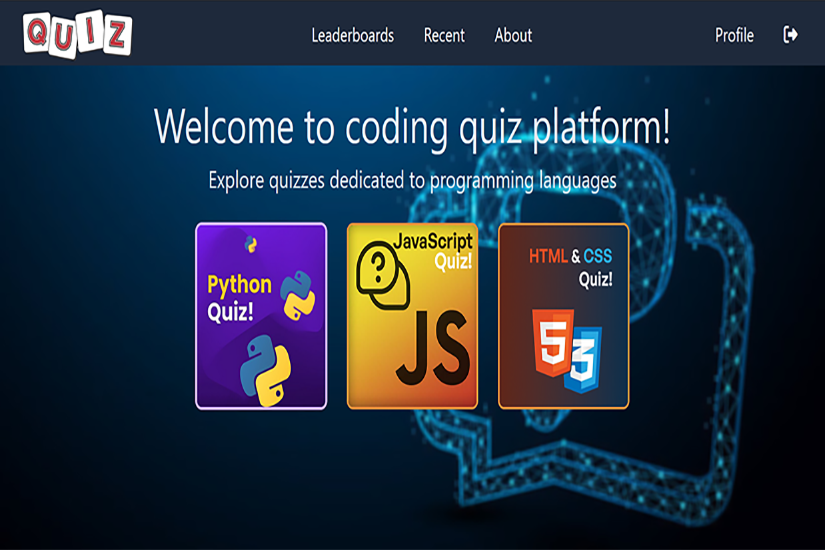 QUIZ
Leaderboards Recent About Profile
Welcome to coding quiz platform!
Explore quizzes dedicated to programming languages
Python
Quiz!
JavaScript
Quiz!
?
JS
HTML & CSS
Quiz!
5
3